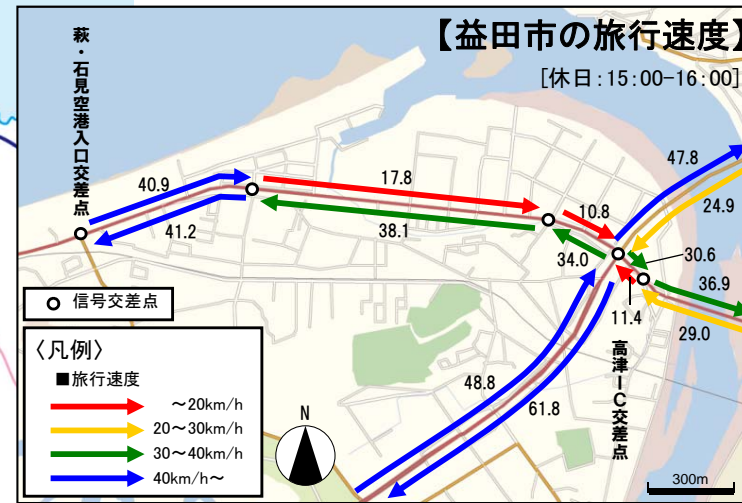 【益田市の旅行速度】
[休日：15:00-16:00]
萩・石見空港入口交差点
40.9
41.2
17.8
38.1
10.8
34.0
47.8
24.9
30.6
36.9
11.4
29.0
48.8
61.8
高津IC交差点
信号交差点
〈凡例〉
■旅行速度
～20km/h
20～30km/h
30～40km/h
40km/h～
N
300m